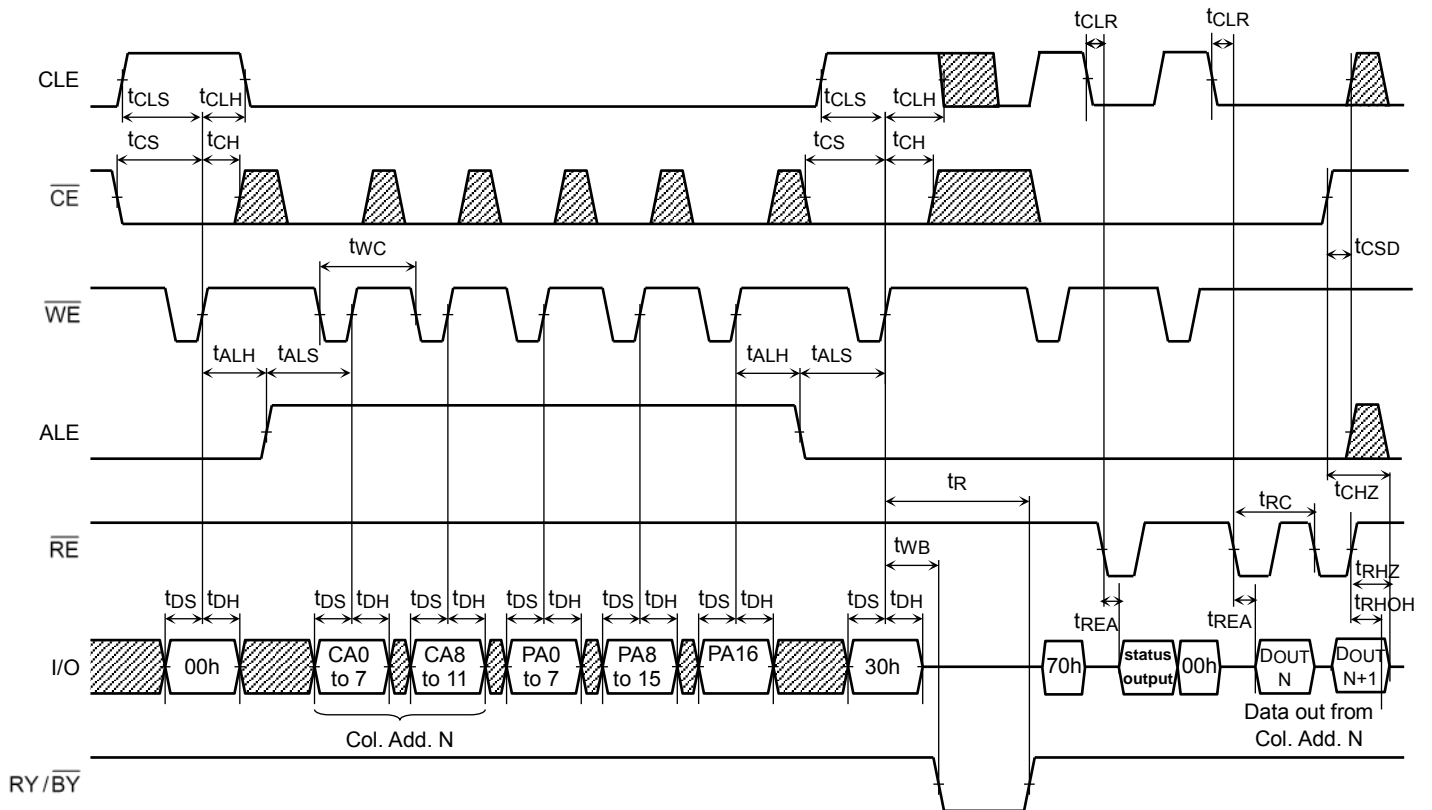 tCLR tCLR
CLE
tCLS tCLH tCLS tCLH
tCS tCH tCS tCH
CE
tCSD
tWC
WE
tALH tALS tALH tALS
ALE
tR tCHZ
tRC
RE
tWB
tRHZ
tDS tDH tDS tDH tDS tDH tDS tDH tDS tDH tDS tDH tDS tDH tREA tREA tRHOH
I/O 00h CA0 to 7 CA8 to 11 PA0 to 7 PA8 to 15 PA16 30h 70h status output 00h DOUT N DOUT N+1
Col. Add. N
Data out from
Col. Add. N
RY/BY